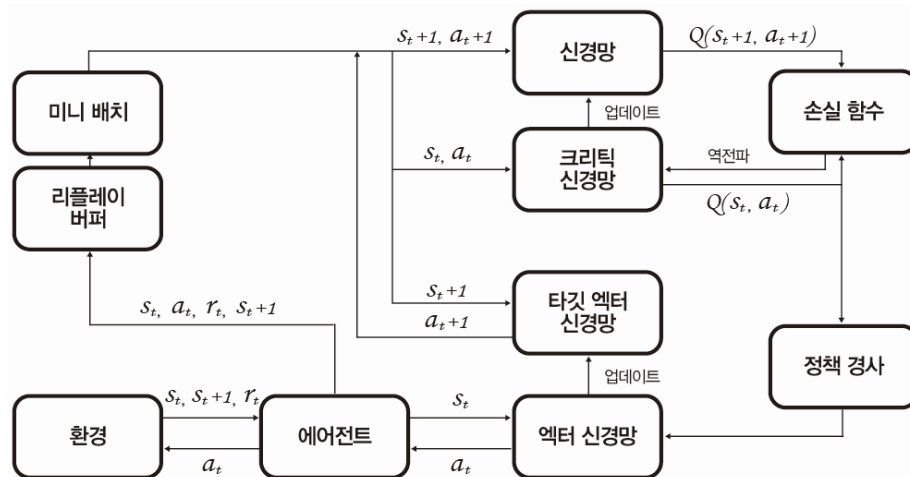 s_t+1, a_t+1
신경망
Q(s_t+1, a_t+1)
미니 배치
손실 함수
업데이트
s_t, a_t
크리틱
신경망
역전파
Q(s_t, a_t)
리플레이
버퍼
s_t, a_t, r_t, s_t+1
s_t+1
a_t+1
타깃 엑터
신경망
정책 경사
업데이트
환경
s_t, s_t+1, r_t
a_t
에어전트
s_t
a_t
엑터 신경망